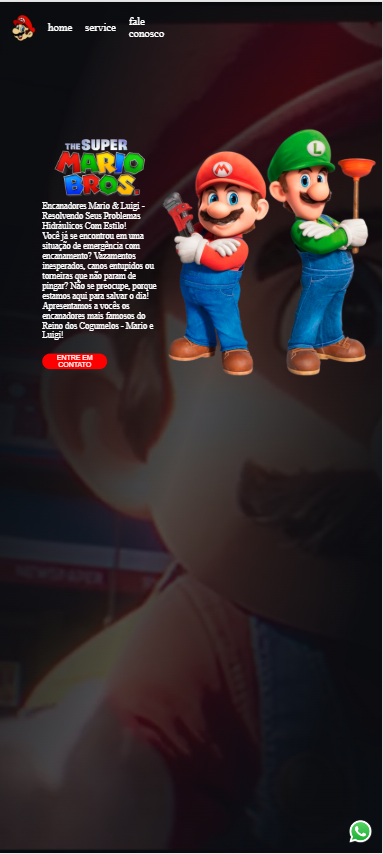 home service fale
conosco
THE SUPER
MARIO
BROS.
Encanadores Mario & Luigi -
Resolvendo Seus Problemas
Hidráulicos Com Estilo!
Você já se encontrou em uma
situação de emergência com
encanamento? Vazamentos
inesperados, canos entupidos ou
torneiras que não param de
pingar? Não se preocupe, porque
estamos aqui para salvar o dia!
Apresentamo a vocês os
encanadores mais famosos do
Reino dos Cogumelos - Mario e
Luigi!
ENTRE EM
CONTATO
M
L
NEWSPAPER